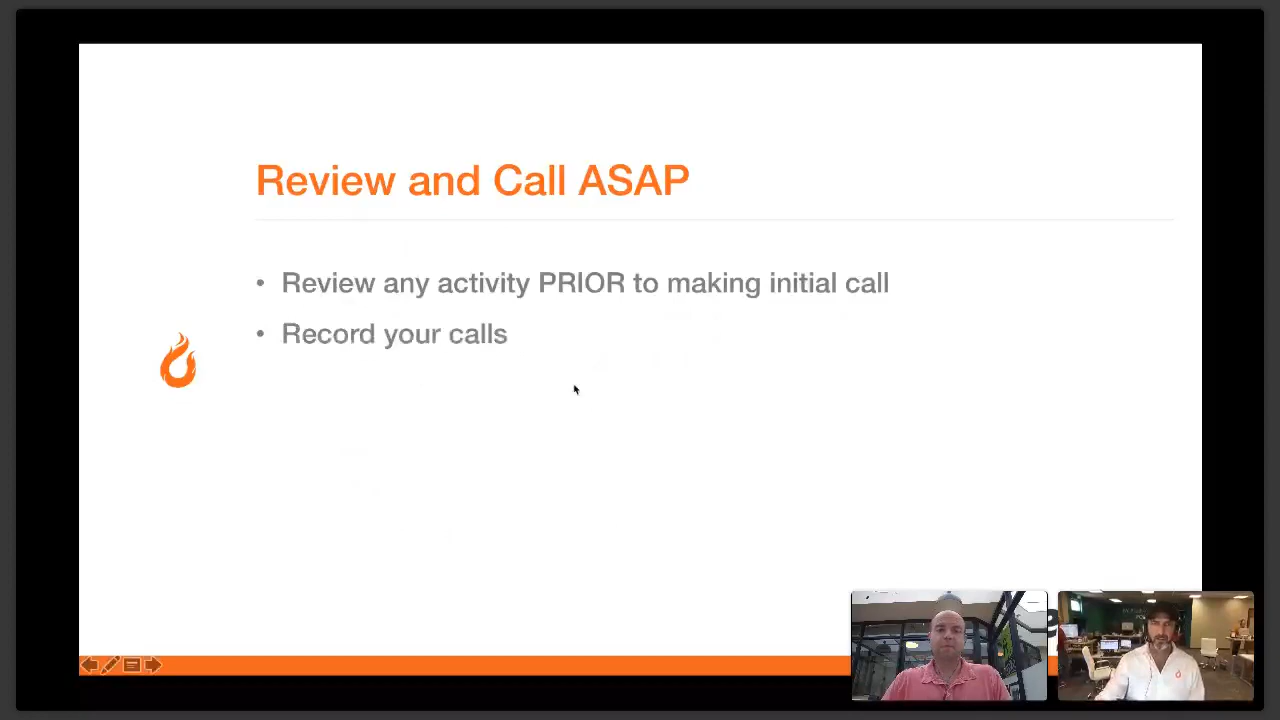 Review and Call ASAP
• Review any activity PRIOR to making initial call
• Record your calls